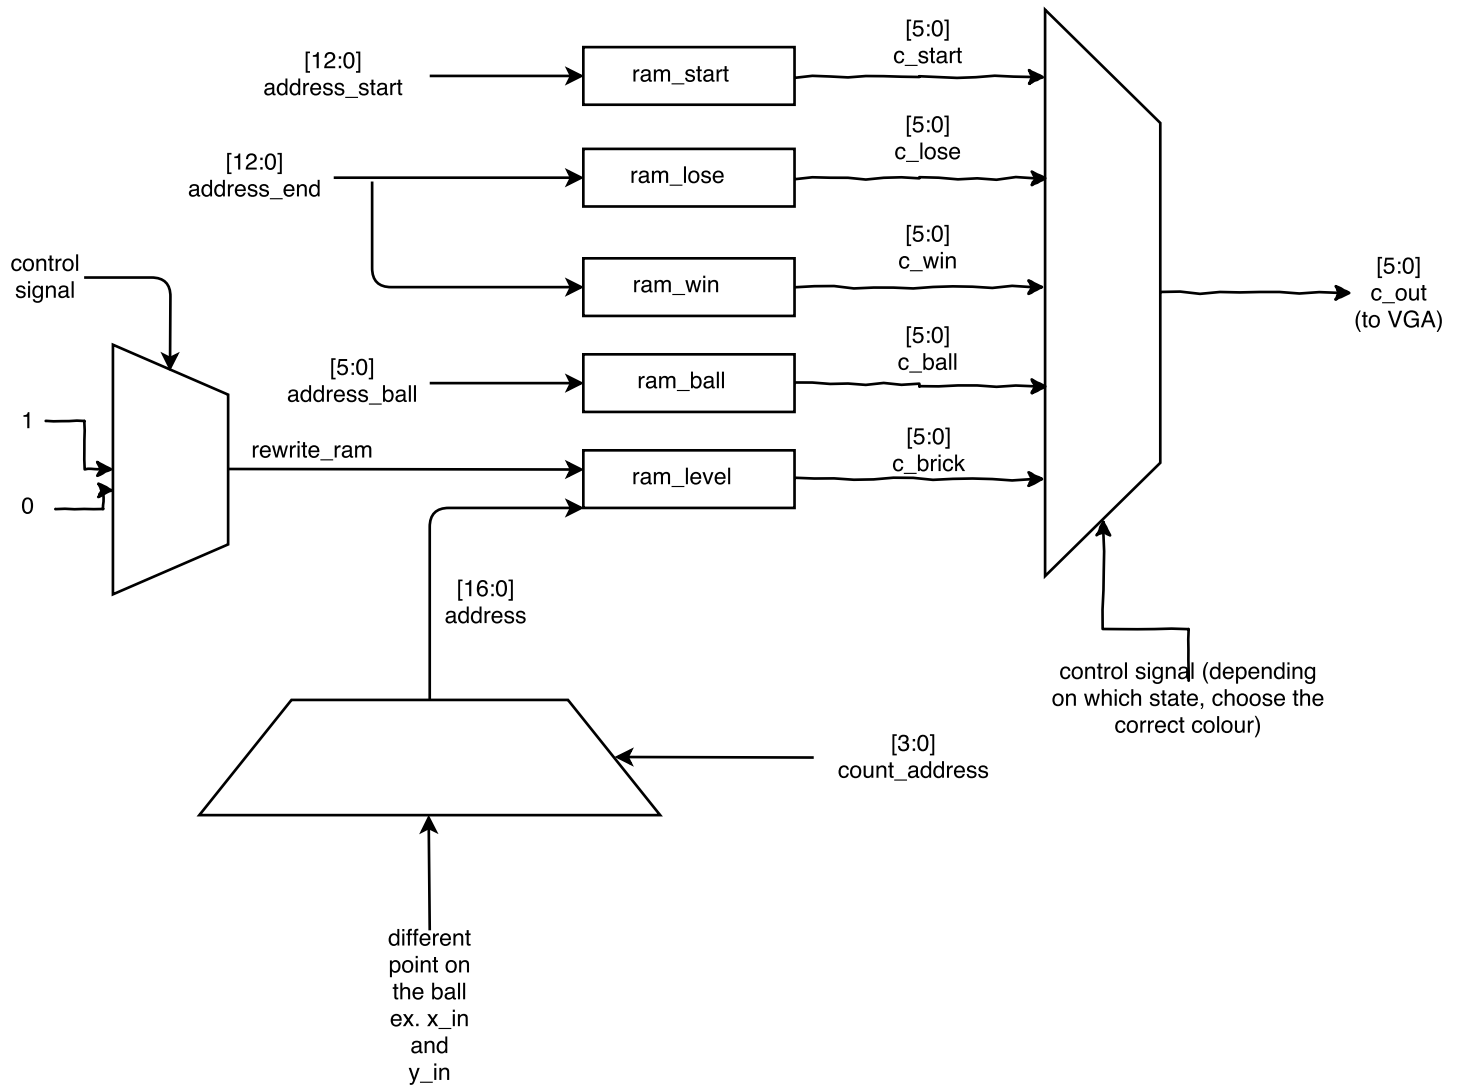 [12:0]
address_start
ram_start
[5:0]
c_start
[12:0]
address_end
ram_lose
[5:0]
c_lose
ram_win
[5:0]
c_win
control
signal
[5:0]
c_out
(to VGA)
[5:0]
address_ball
ram_ball
[5:0]
c_ball
1
0
rewrite_ram
ram_level
[5:0]
c_brick
[16:0]
address
control signal (depending
on which state, choose the
correct colour)
[3:0]
count_address
different
point on
the ball
ex. x_in
and
y_in